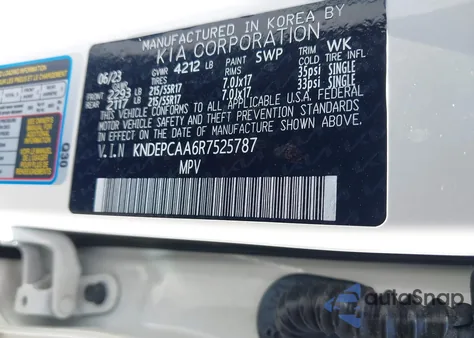 MANUFACTURED IN KOREA BY
KIA CORPORATION
06/23 GVWR 4212 LB PAINT SWP TRIM WK
RIMS COLD TIRE
FRONT 2293 LB 215/55R17 7.0Jx17 35psi SINGLE
REAR 2117 LB 215/55R17 7.0Jx17 33psi SINGLE
THIS VEHICLE CONFORMS TO ALL APPLICABLE U.S.A. FEDERAL
MOTOR VEHICLE SAFETY AND THEFT PREVENTION STANDARDS
IN EFFECT ON THE DATE OF MANUFACTURE SHOWN ABOVE.
V.I.N KNDEPCAA6R7525787
MPV
LOADING INFORMATION
030
autoSnap